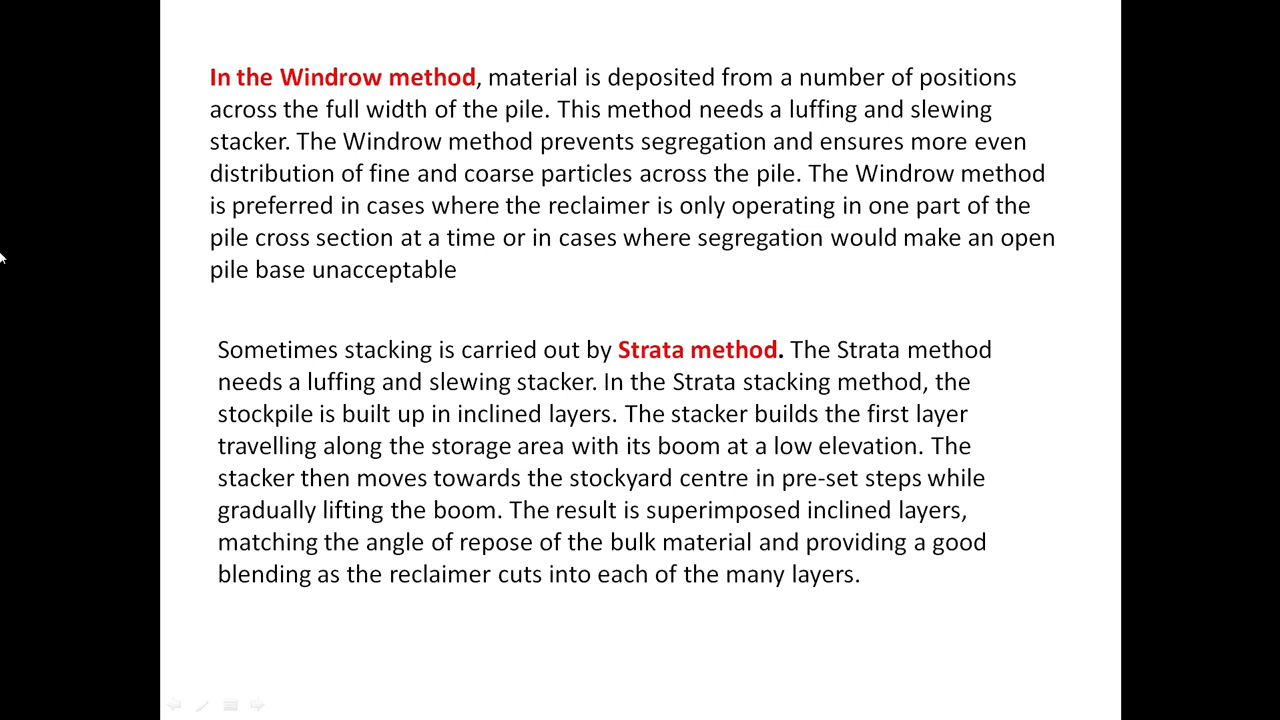 In the Windrow method, material is deposited from a number of positions
across the full width of the pile. This method needs a luffing and slewing
stacker. The Windrow method prevents segregation and ensures more even
distribution of fine and coarse particles across the pile. The Windrow method
is preferred in cases where the reclaimer is only operating in one part of the
pile cross section at a time or in cases where segregation would make an open
pile base unacceptable
Sometimes stacking is carried out by Strata method. The Strata method
needs a luffing and slewing stacker. In the Strata stacking method, the
stockpile is built up in inclined layers. The stacker builds the first layer
travelling along the storage area with its boom at a low elevation. The
stacker then moves towards the stockyard centre in pre-set steps while
gradually lifting the boom. The result is superimposed inclined layers,
matching the angle of repose of the bulk material and providing a good
blending as the reclaimer cuts into each of the many layers.